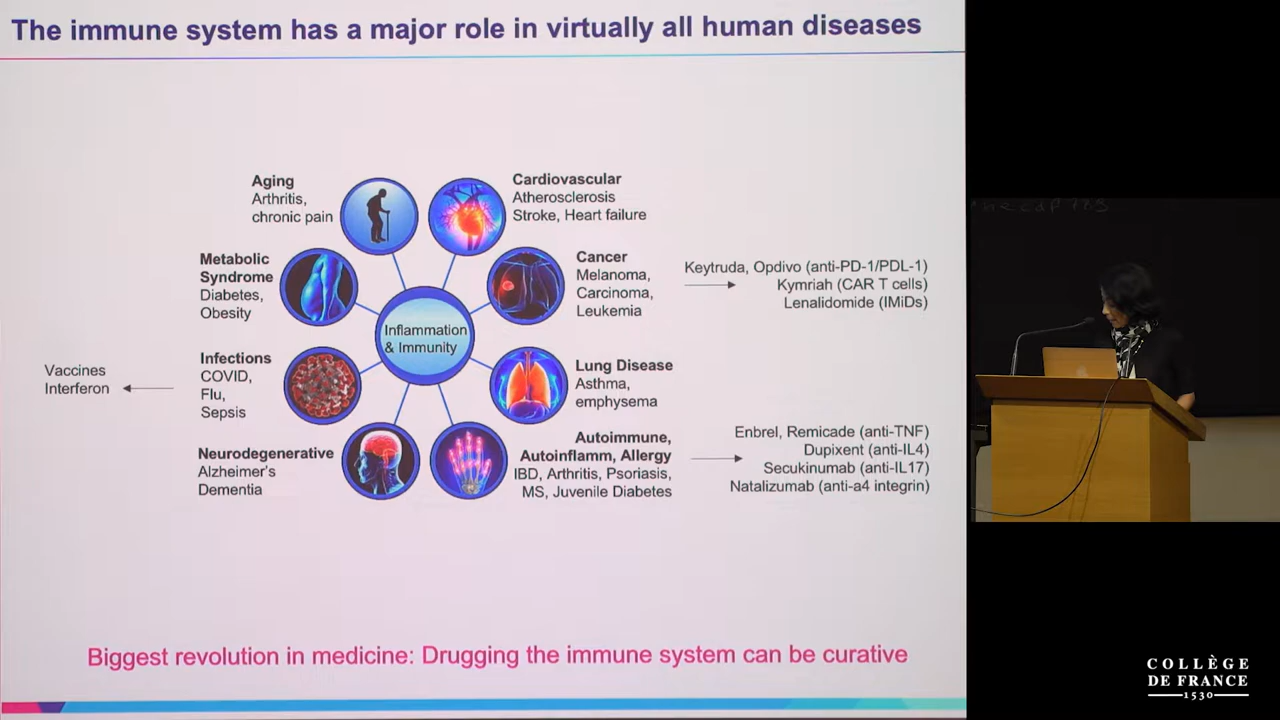 The immune system has a major role in virtually all human diseases
Aging
Arthritis,
chronic pain
Cardiovascular
Atherosclerosis
Stroke, Heart failure
Metabolic
Syndrome
Diabetes,
Obesity
Cancer
Melanoma,
Carcinoma,
Leukemia
Keytruda, Opdivo (anti-PD-1/PDL-1)
Kymriah (CAR T cells)
Lenalidomide (IMiDs)
Inflammation
& Immunity
Vaccines
Interferon
Infections
COVID,
Flu,
Sepsis
Lung Disease
Asthma,
emphysema
Neurodegenerative
Alzheimer's
Dementia
Autoimmune,
Autoinflamm, Allergy
IBD, Arthritis, Psoriasis,
MS, Juvenile Diabetes
Enbrel, Remicade (anti-TNF)
Dupixent (anti-IL4)
Secukinumab (anti-IL17)
Natalizumab (anti-a4 integrin)
Biggest revolution in medicine: Drugging the immune system can be curative
COLLÈGE
DE FRANCE
1530